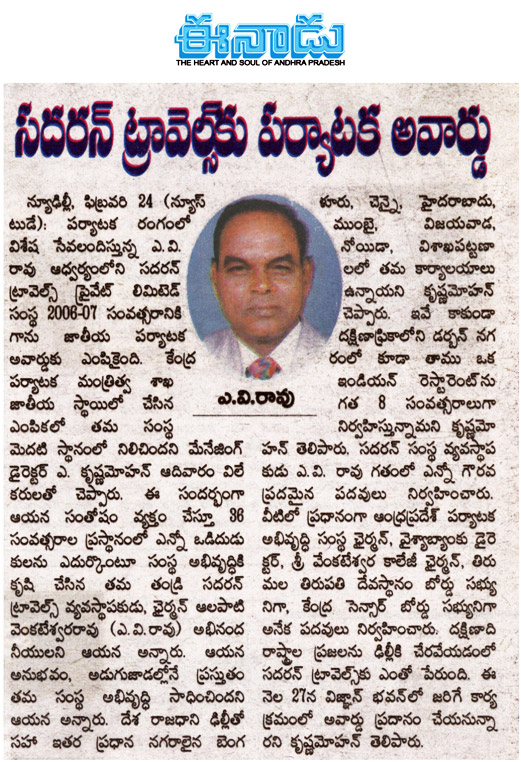 ఈనాడు
THE HEART AND SOUL OF ANDHRA PRADESH
సదరన్ ట్రావెల్స్‌కు పర్యాటక అవార్డు
న్యూఢిల్లీ, ఫిబ్రవరి 24 (న్యూస్
టుడే): పర్యాటక రంగంలో
విశేష సేవలందిస్తున్న ఎ.వి.
రావు ఆధ్వర్యంలోని సదరన్
ట్రావెల్స్ ప్రైవేట్ లిమిటెడ్
సంస్థ 2006-07 సంవత్సరానికి
గాను జాతీయ పర్యాటక
అవార్డుకు ఎంపికైంది. కేంద్ర
పర్యాటక మంత్రిత్వ శాఖ
జాతీయ స్థాయిలో చేసిన
ఎంపికలో తమ సంస్థ
మొదటి స్థానంలో నిలిచిందని మేనేజింగ్
డైరెక్టర్ ఎ. కృష్ణమోహన్ ఆదివారం విలే
కరులతో చెప్పారు. ఈ సందర్భంగా
ఆయన సంతోషం వ్యక్తం చేస్తూ 36
సంవత్సరాల ప్రస్థానంలో ఎన్నో ఒడిదుడు
కులను ఎదుర్కొంటూ సంస్థ అభివృద్ధికి
కృషి చేసిన తమ తండ్రి సదరన్
ట్రావెల్స్ వ్యవస్థాపకుడు, ఛైర్మన్ ఆలపాటి
వెంకటేశ్వరరావు (ఎ.వి.రావు) అభినంద
నీయులని ఆయన అన్నారు. ఆయన
అనుభవం, అడుగుజాడల్లోనే ప్రస్తుతం
తమ సంస్థ అభివృద్ధి సాధించిందని
ఆయన అన్నారు. దేశ రాజధాని ఢిల్లీతో
సహా ఇతర ప్రధాన నగరాలైన బెంగ
ఎ.వి.రావు
ళూరు, చెన్నై, హైదరాబాదు,
ముంబై, విజయవాడ,
నోయిడా, విశాఖపట్టణా
లలో తమ కార్యాలయాలు
ఉన్నాయని కృష్ణమోహన్
చెప్పారు. ఇవే కాకుండా
దక్షిణాఫ్రికాలోని డర్బన్ నగ
రంలో కూడా తాము ఒక
ఇండియన్ రెస్టారెంట్‌ను
గత 8 సంవత్సరాలుగా
నిర్వహిస్తున్నామని కృష్ణమో
హన్ తెలిపారు. సదరన్ సంస్థ వ్యవస్థాప
కుడు ఎ.వి. రావు గతంలో ఎన్నో గౌరవ
ప్రదమైన పదవులు నిర్వహించారు.
వీటిలో ప్రధానంగా ఆంధ్రప్రదేశ్ పర్యాటక
అభివృద్ధి సంస్థ ఛైర్మన్, వైశ్యాబ్యాంకు డైరె
క్టర్, శ్రీ వేంకటేశ్వర కాలేజీ ఛైర్మన్, తిరు
మల తిరుపతి దేవస్థానం బోర్డు సభ్యు
నిగా, కేంద్ర సెన్సార్ బోర్డు సభ్యునిగా
అనేక పదవులు నిర్వహించారు. దక్షిణాది
రాష్ట్రాల ప్రజలను ఢిల్లీకి చేరవేయడంలో
సదరన్ ట్రావెల్స్‌కు ఎంతో పేరుంది. ఈ
నెల 27న విజ్ఞాన్ భవన్‌లో జరిగే కార్య
క్రమంలో అవార్డు ప్రదానం చేయనున్నా
రని కృష్ణమోహన్ తెలిపారు.